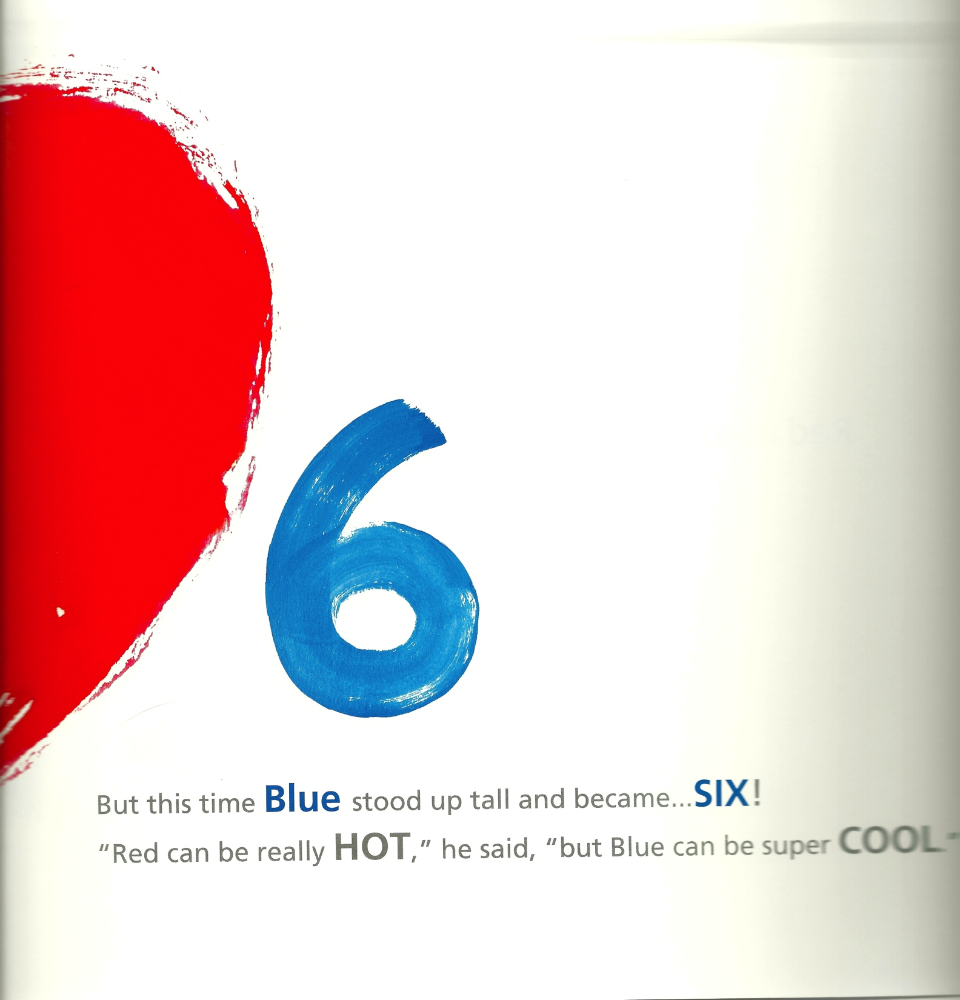 6
But this time Blue stood up tall and became...SIX!
“Red can be really HOT,” he said, “but Blue can be super COOL.”